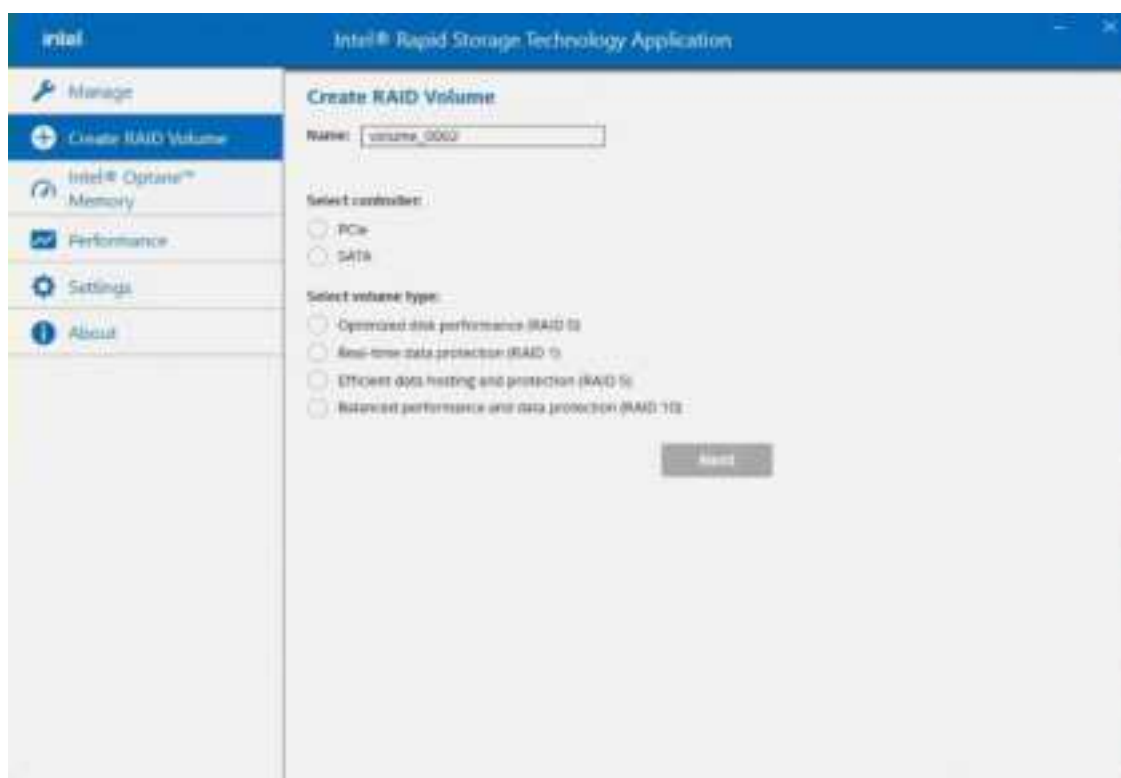 intel
Intel® Rapid Storage Technology Application
Manage
Create RAID Volume
Intel® Optane™
Memory
Performance
Settings
About
Create RAID Volume
Name: volume_0002
Select controller:
PCIe
SATA
Select volume type:
Optimized disk performance (RAID 0)
Real-time data protection (RAID 1)
Efficient data hosting and protection (RAID 5)
Balanced performance and data protection (RAID 10)
Next